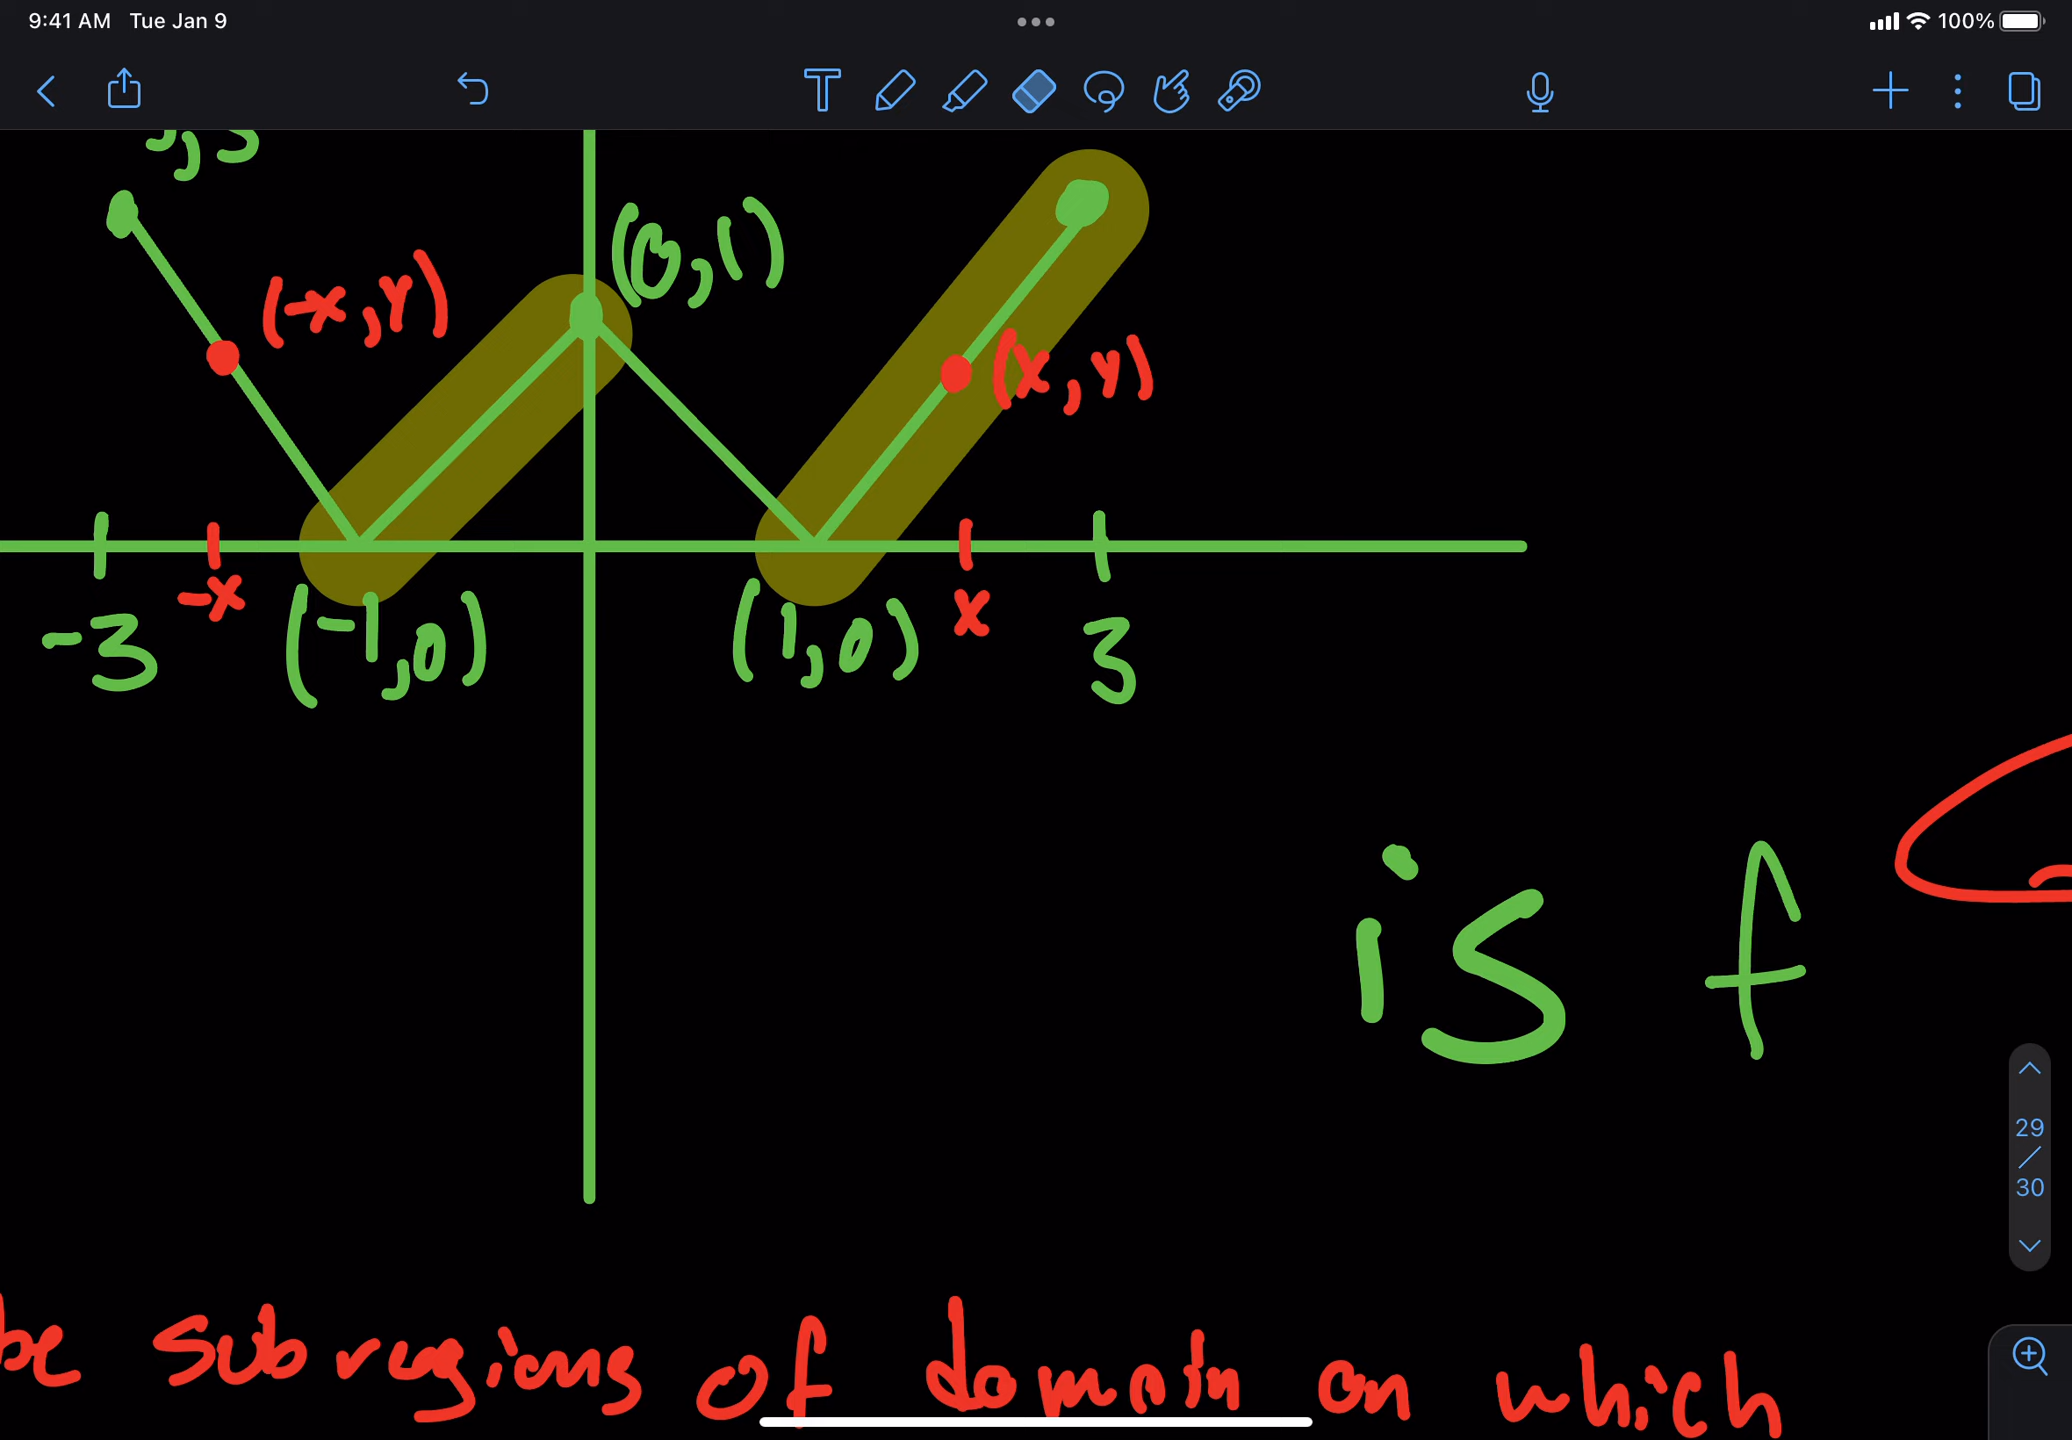 9:41 AM Tue Jan 9
100%
T
(0,1)
(-x,y)
(x,y)
-3 -x (-1,0) (1,0) x 3
is f
29
/
30
be subregions of domain on which